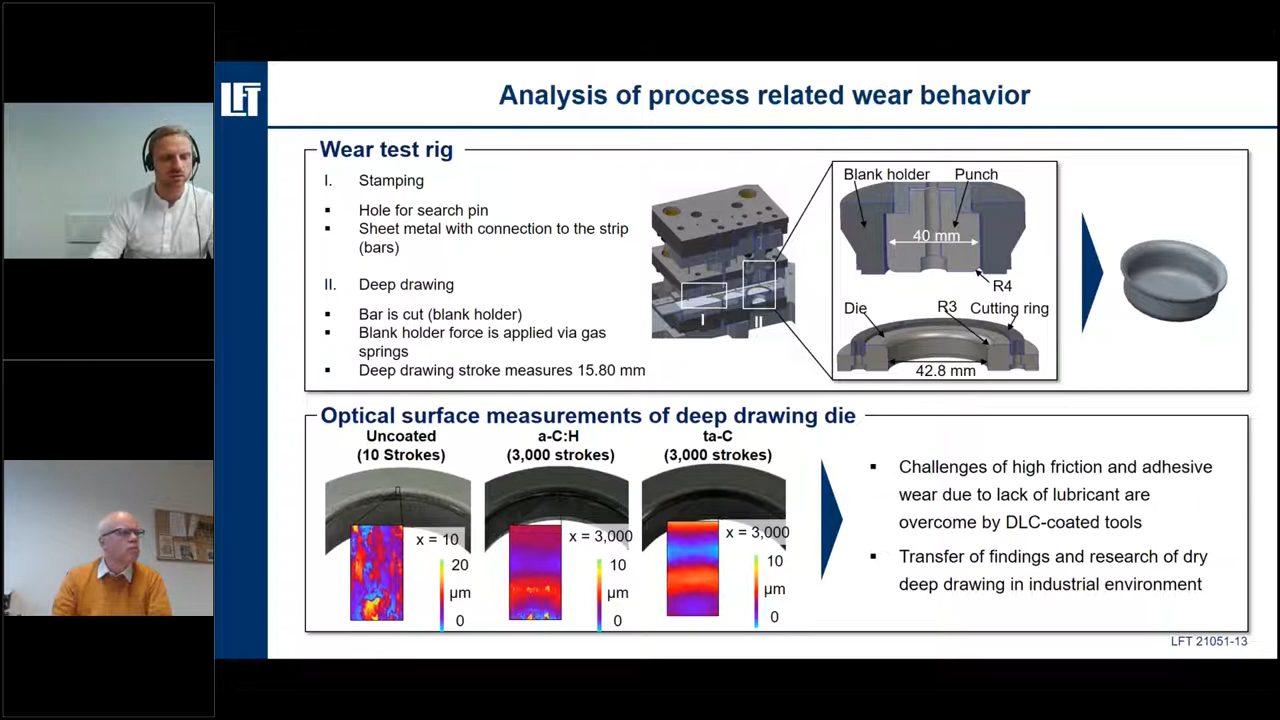 LFT
Analysis of process related wear behavior
Wear test rig
I. Stamping
▪ Hole for search pin
▪ Sheet metal with connection to the strip
(bars)
II. Deep drawing
▪ Bar is cut (blank holder)
▪ Blank holder force is applied via gas
springs
▪ Deep drawing stroke measures 15.80 mm
I
II
Blank holder
Punch
40 mm
R4
Die
R3
Cutting ring
42.8 mm
Optical surface measurements of deep drawing die
Uncoated
(10 Strokes)
x = 10
20
µm
0
a-C:H
(3,000 strokes)
x = 3,000
10
µm
0
ta-C
(3,000 strokes)
x = 3,000
10
µm
0
▪ Challenges of high friction and adhesive
wear due to lack of lubricant are
overcome by DLC-coated tools
▪ Transfer of findings and research of dry
deep drawing in industrial environment
LFT 21051-13